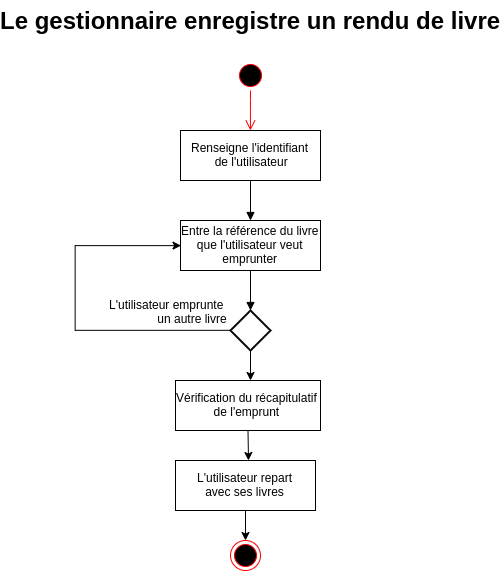 Le gestionnaire enregistre un rendu de livre
Renseigne l'identifiant
de l'utilisateur
Entre la référence du livre
que l'utilisateur veut
emprunter
L'utilisateur emprunte
un autre livre
Vérification du récapitulatif
de l'emprunt
L'utilisateur repart
avec ses livres